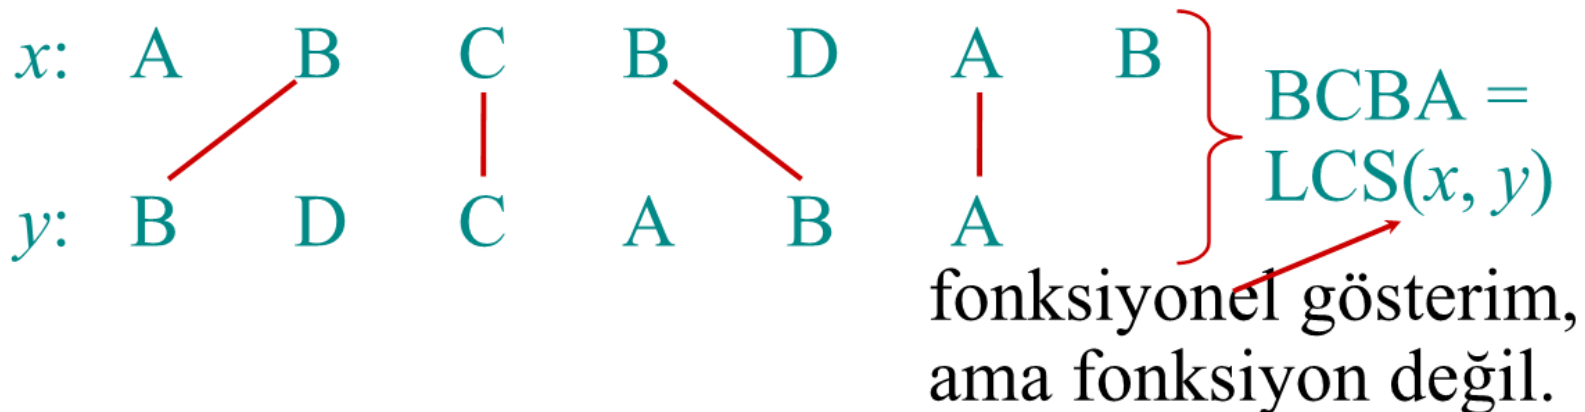 x: A B C B D A B
y: B D C A B A
BCBA =
LCS(x, y)
fonksiyonel gösterim,
ama fonksiyon değil.